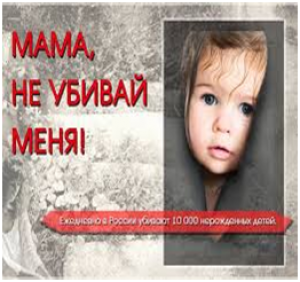 МАМА,
НЕ УБИВАЙ
МЕНЯ!
Ежедневно в России убивают 10 000 нерожденных детей.